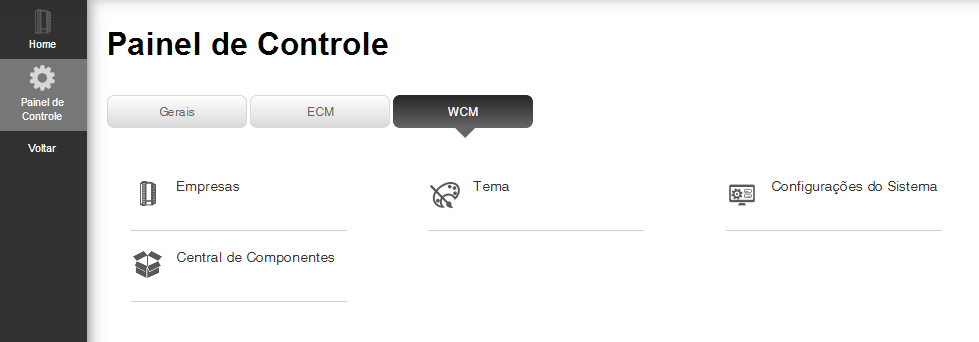 Home
Painel de
Controle
Voltar
Painel de Controle
Gerais
ECM
WCM
Empresas
Tema
Configurações do Sistema
Central de Componentes